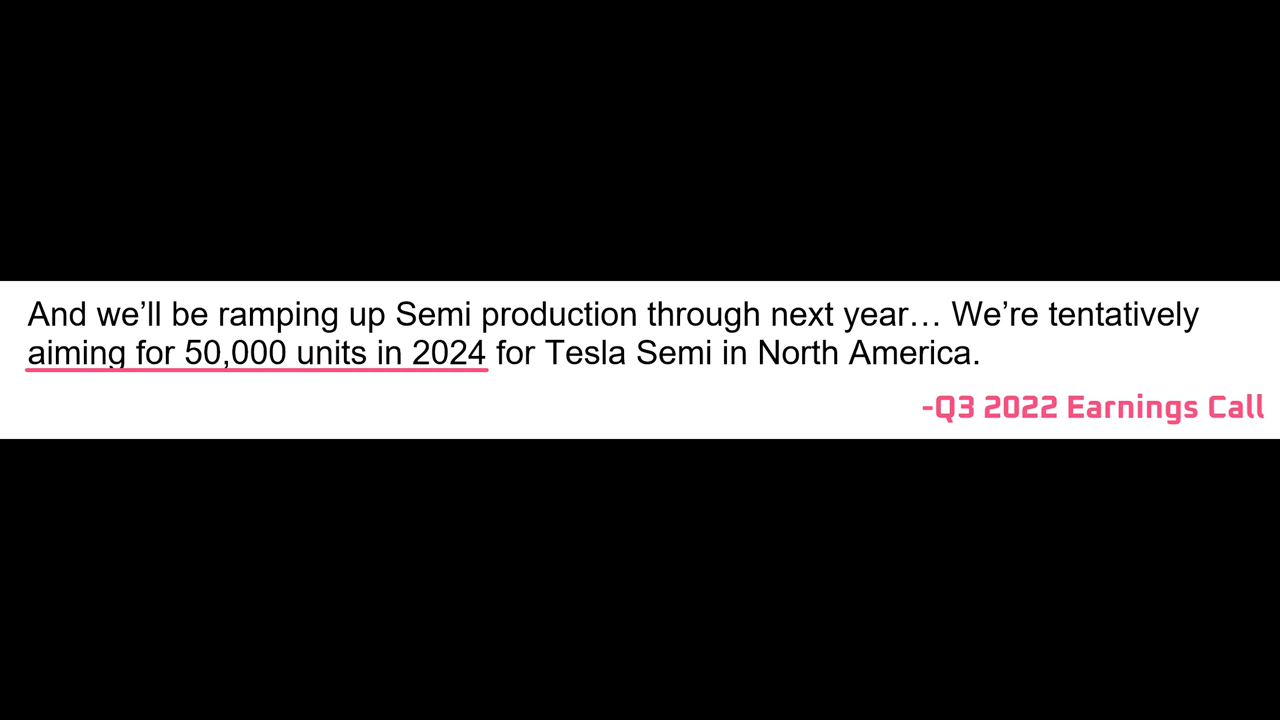 And we’ll be ramping up Semi production through next year… We’re tentatively
aiming for 50,000 units in 2024 for Tesla Semi in North America.
-Q3 2022 Earnings Call